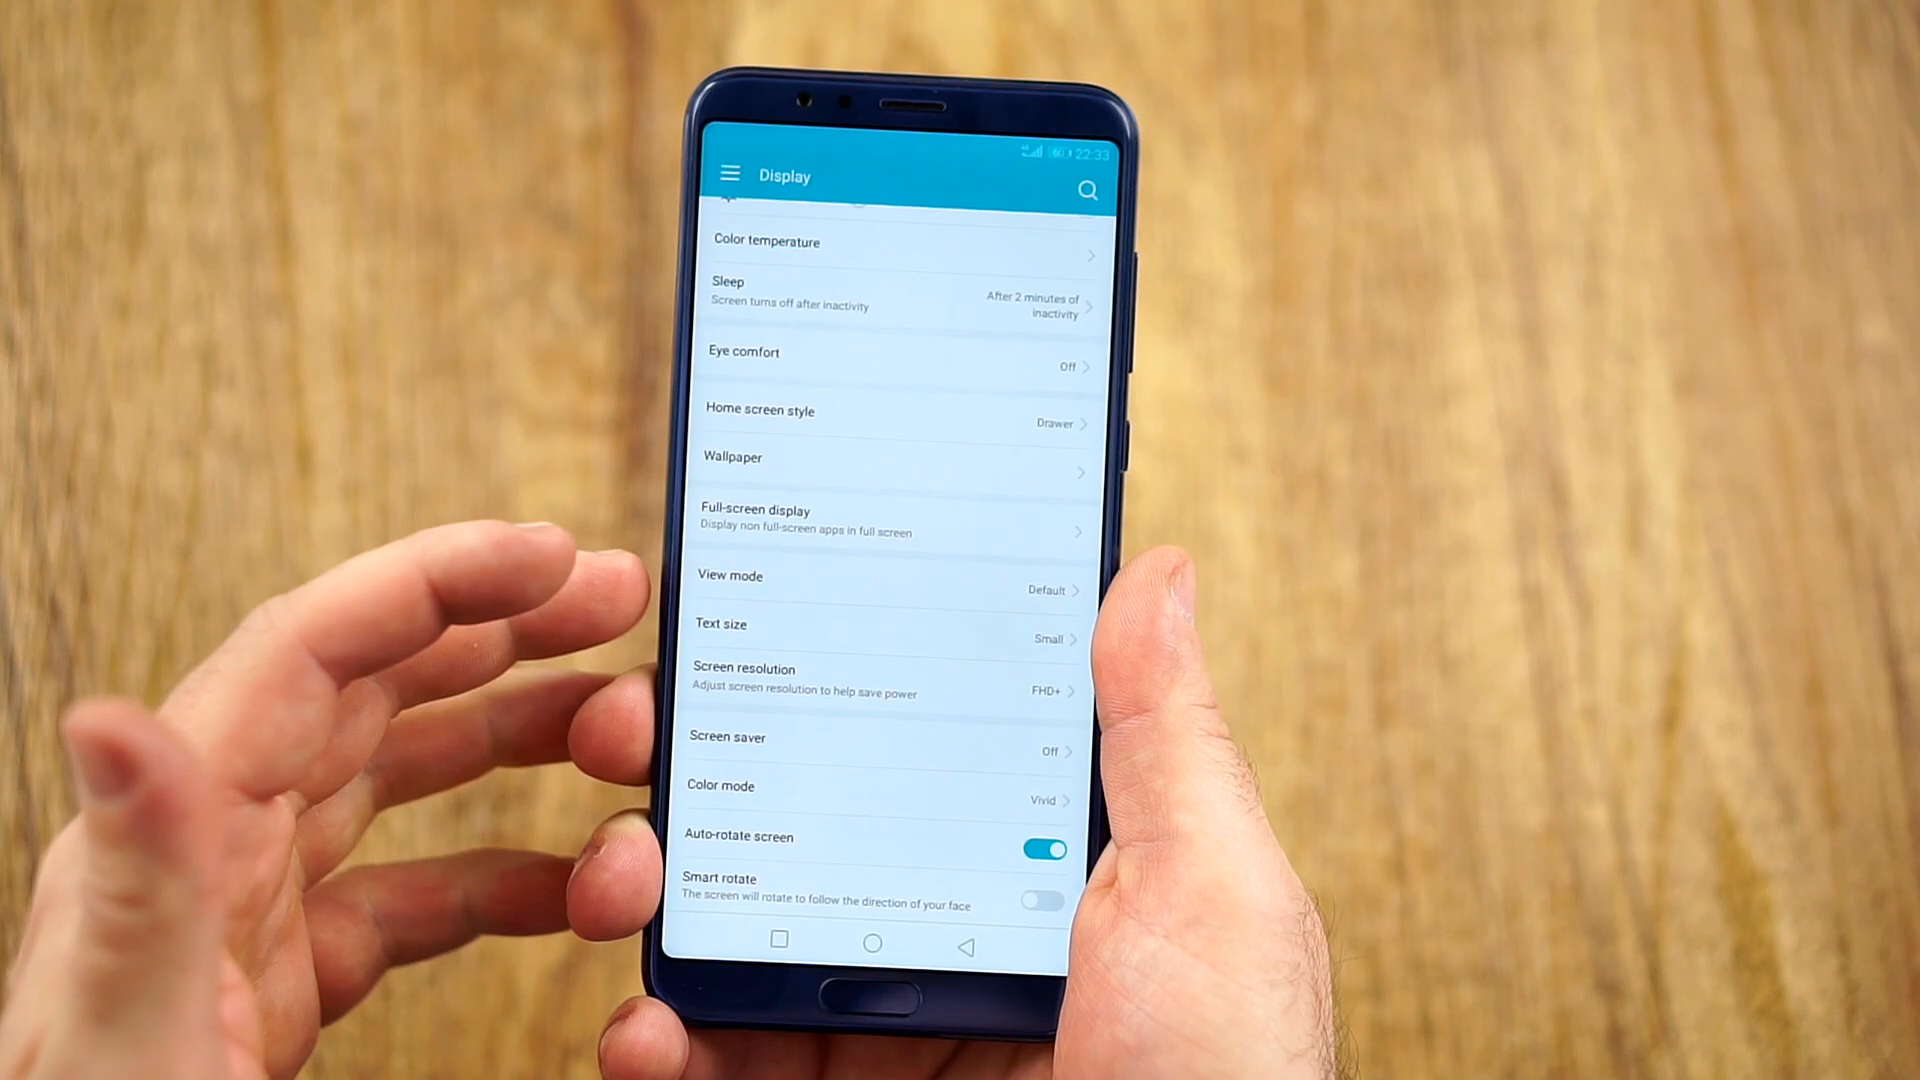 60 22:33
Display
Color temperature
Sleep
Screen turns off after inactivity
After 2 minutes of
inactivity
Eye comfort
Off
Home screen style
Drawer
Wallpaper
Full-screen display
Display non full-screen apps in full screen
View mode
Default
Text size
Small
Screen resolution
Adjust screen resolution to help save power
FHD+
Screen saver
Off
Color mode
Vivid
Auto-rotate screen
Smart rotate
The screen will rotate to follow the direction of your face